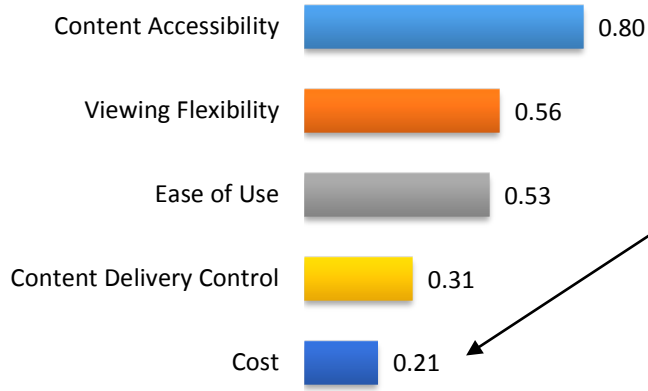 Content Accessibility 0.80
Viewing Flexibility 0.56
Ease of Use 0.53
Content Delivery Control 0.31
Cost 0.21